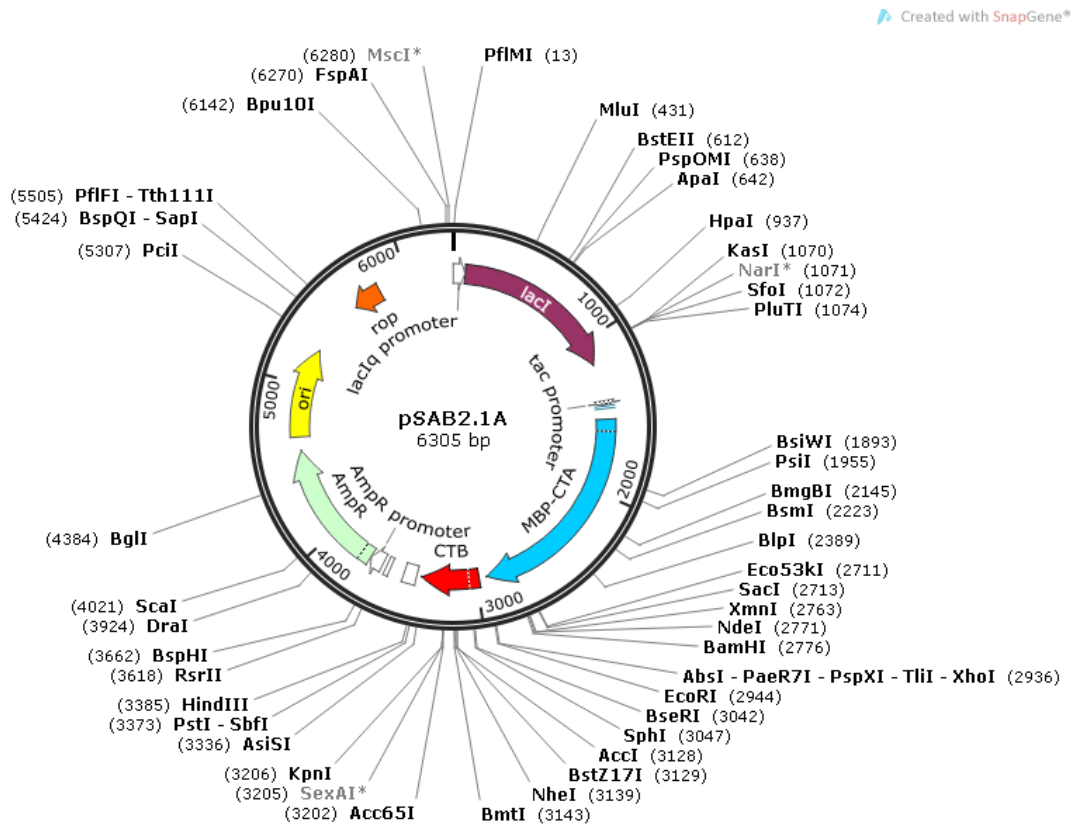 Created with SnapGene®
(6280) MscI*
PflMI (13)
(6270) FspAI
(6142) Bpu10I
MluI (431)
BstEII (612)
PspOMI (638)
ApaI (642)
(5505) PflFI - Tth111I
(5424) BspQI - SapI
(5307) PciI
HpaI (937)
KasI (1070)
NarI* (1071)
SfoI (1072)
PluTI (1074)
6000
lacI
1000
rop
lacIq promoter
tac promoter
5000
ori
pSAB2.1A
6305 bp
BsiWI (1893)
PsiI (1955)
2000
BmgBI (2145)
BsmI (2223)
MBP-CTA
AmpR promoter
AmpR
CTB
(4384) BglI
BlpI (2389)
4000
3000
Eco53kI (2711)
SacI (2713)
XmnI (2763)
NdeI (2771)
BamHI (2776)
(4021) ScaI
(3924) DraI
(3662) BspHI
(3618) RsrII
AbsI - PaeR7I - PspXI - TliI - XhoI (2936)
EcoRI (2944)
BseRI (3042)
SphI (3047)
AccI (3128)
BstZ17I (3129)
NheI (3139)
BmtI (3143)
(3385) HindIII
(3373) PstI - SbfI
(3336) AsiSI
(3206) KpnI
(3205) SexAI*
(3202) Acc65I